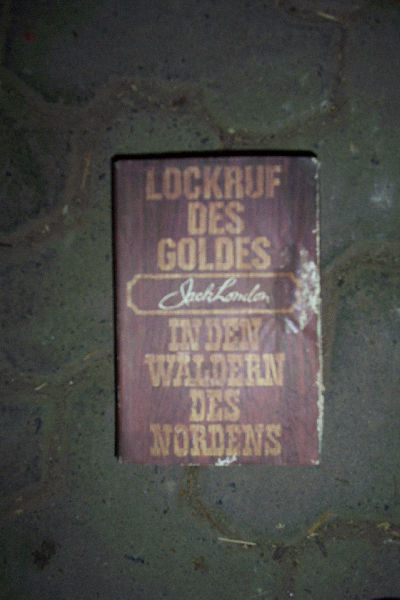 LOCKRUF
DES
GOLDES
Jack London
IN DEN
WÄLDERN
DES
NORDENS